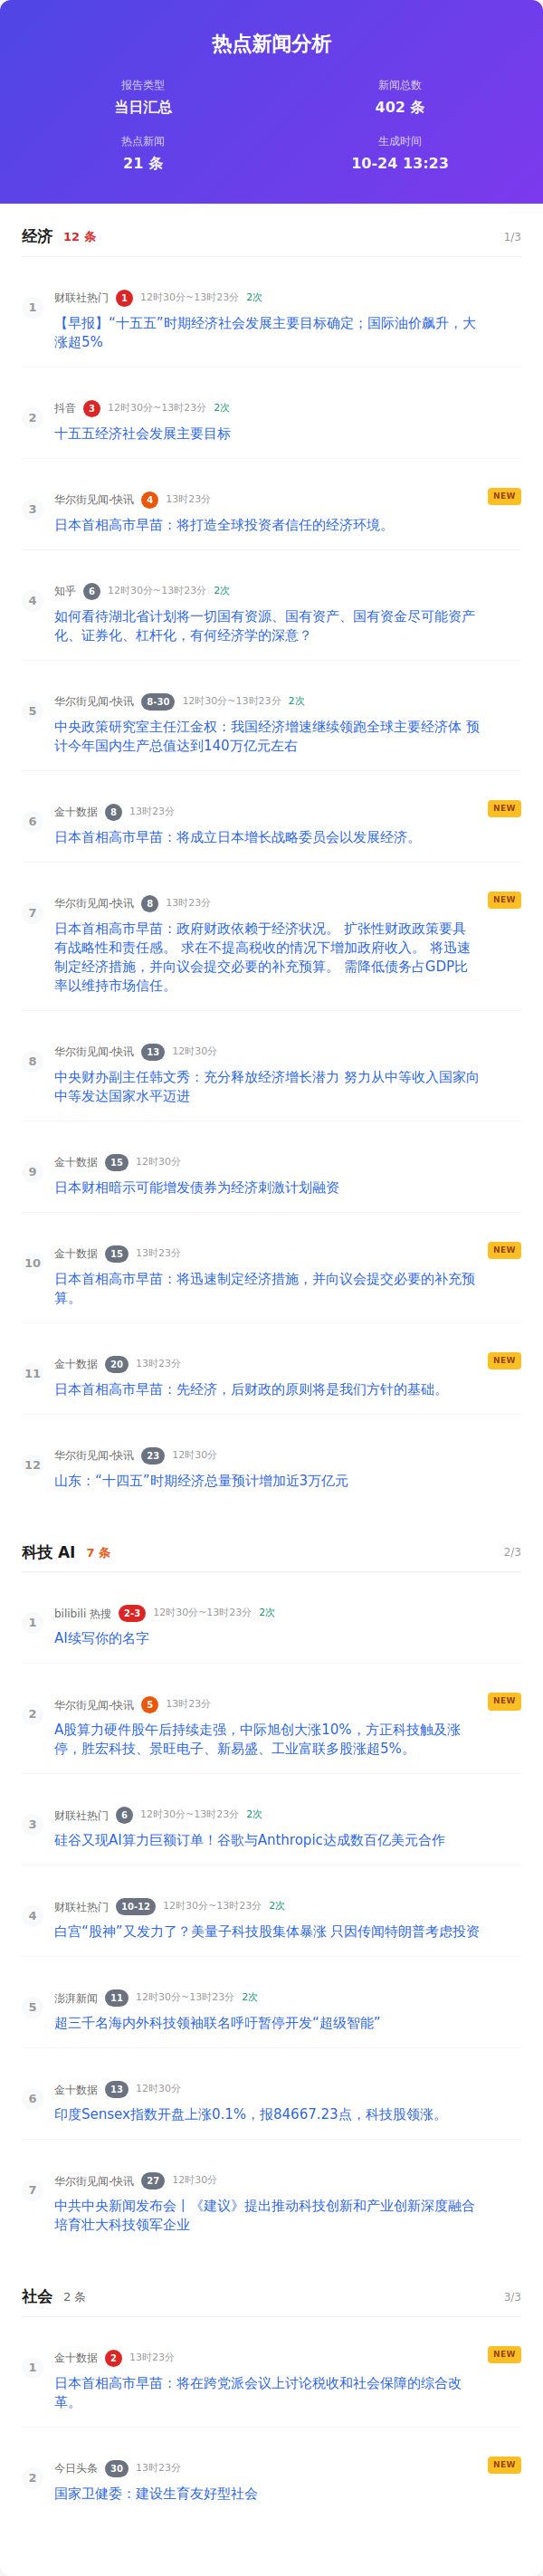 热点新闻分析
报告类型
当日汇总
新闻总数
402 条
热点新闻
21 条
生成时间
10-24 13:23
经济 12 条 1/3
1
财联社热门 1 12时30分~13时23分 2次
【早报】“十五五”时期经济社会发展主要目标确定；国际油价飙升，大
涨超5%
2
抖音 3 12时30分~13时23分 2次
十五五经济社会发展主要目标
3
华尔街见闻-快讯 4 13时23分 NEW
日本首相高市早苗：将打造全球投资者信任的经济环境。
4
知乎 6 12时30分~13时23分 2次
如何看待湖北省计划将一切国有资源、国有资产、国有资金尽可能资产
化、证券化、杠杆化，有何经济学的深意？
5
华尔街见闻-快讯 8-30 12时30分~13时23分 2次
中央政策研究室主任江金权：我国经济增速继续领跑全球主要经济体 预
计今年国内生产总值达到140万亿元左右
6
金十数据 8 13时23分 NEW
日本首相高市早苗：将成立日本增长战略委员会以发展经济。
7
华尔街见闻-快讯 8 13时23分 NEW
日本首相高市早苗：政府财政依赖于经济状况。 扩张性财政政策要具
有战略性和责任感。 求在不提高税收的情况下增加政府收入。 将迅速
制定经济措施，并向议会提交必要的补充预算。 需降低债务占GDP比
率以维持市场信任。
8
华尔街见闻-快讯 13 12时30分
中央财办副主任韩文秀：充分释放经济增长潜力 努力从中等收入国家向
中等发达国家水平迈进
9
金十数据 15 12时30分
日本财相暗示可能增发债券为经济刺激计划融资
10
金十数据 15 13时23分 NEW
日本首相高市早苗：将迅速制定经济措施，并向议会提交必要的补充预
算。
11
金十数据 20 13时23分 NEW
日本首相高市早苗：先经济，后财政的原则将是我们方针的基础。
12
华尔街见闻-快讯 23 12时30分
山东：“十四五”时期经济总量预计增加近3万亿元
科技 AI 7 条 2/3
1
bilibili 热搜 2-3 12时30分~13时23分 2次
AI续写你的名字
2
华尔街见闻-快讯 5 13时23分 NEW
A股算力硬件股午后持续走强，中际旭创大涨10%，方正科技触及涨
停，胜宏科技、景旺电子、新易盛、工业富联多股涨超5%。
3
财联社热门 6 12时30分~13时23分 2次
硅谷又现AI算力巨额订单！谷歌与Anthropic达成数百亿美元合作
4
财联社热门 10-12 12时30分~13时23分 2次
白宫“股神”又发力了？美量子科技股集体暴涨 只因传闻特朗普考虑投资
5
澎湃新闻 11 12时30分~13时23分 2次
超三千名海内外科技领袖联名呼吁暂停开发“超级智能”
6
金十数据 13 12时30分
印度Sensex指数开盘上涨0.1%，报84667.23点，科技股领涨。
7
华尔街见闻-快讯 27 12时30分
中共中央新闻发布会丨《建议》提出推动科技创新和产业创新深度融合
培育壮大科技领军企业
社会 2 条 3/3
1
金十数据 2 13时23分 NEW
日本首相高市早苗：将在跨党派会议上讨论税收和社会保障的综合改
革。
2
今日头条 30 13时23分 NEW
国家卫健委：建设生育友好型社会